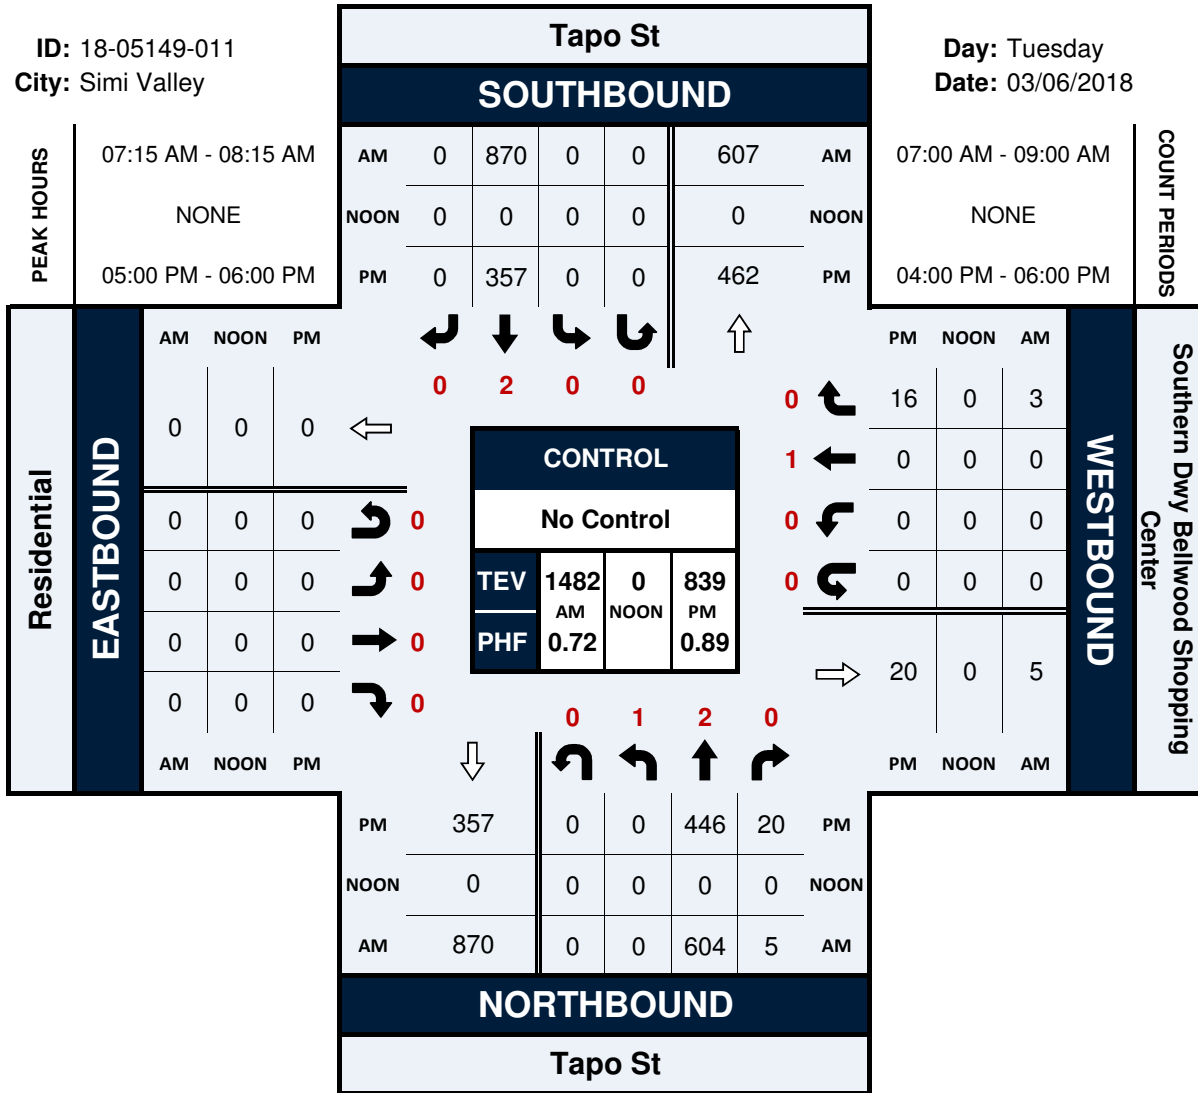 Tapo St
ID: 18-05149-011
Day: Tuesday
City: Simi Valley
Date: 03/06/2018
SOUTHBOUND
PEAK HOURS
07:15 AM - 08:15 AM
AM 0 870 0 0 607 AM
07:00 AM - 09:00 AM
COUNT PERIODS
NONE
NOON 0 0 0 0 0 NOON
NONE
05:00 PM - 06:00 PM
PM 0 357 0 0 462 PM
04:00 PM - 06:00 PM
AM NOON PM
PM NOON AM
0 2 0 0
0 16 0 3
0 0 0
1 0 0 0
Residential
EASTBOUND
WESTBOUND
Southern Dwy Bellwood Shopping
Center
CONTROL
No Control
0 0 0 0
0 0 0 0
0 0 0 0
0 0 0 0
0 0 0 0
0 0 0 0
TEV 1482 0 839
AM NOON PM
PHF 0.72 0.89
20 0 5
0 1 2 0
AM NOON PM
PM NOON AM
PM 357 0 0 446 20 PM
NOON 0 0 0 0 0 NOON
AM 870 0 0 604 5 AM
NORTHBOUND
Tapo St